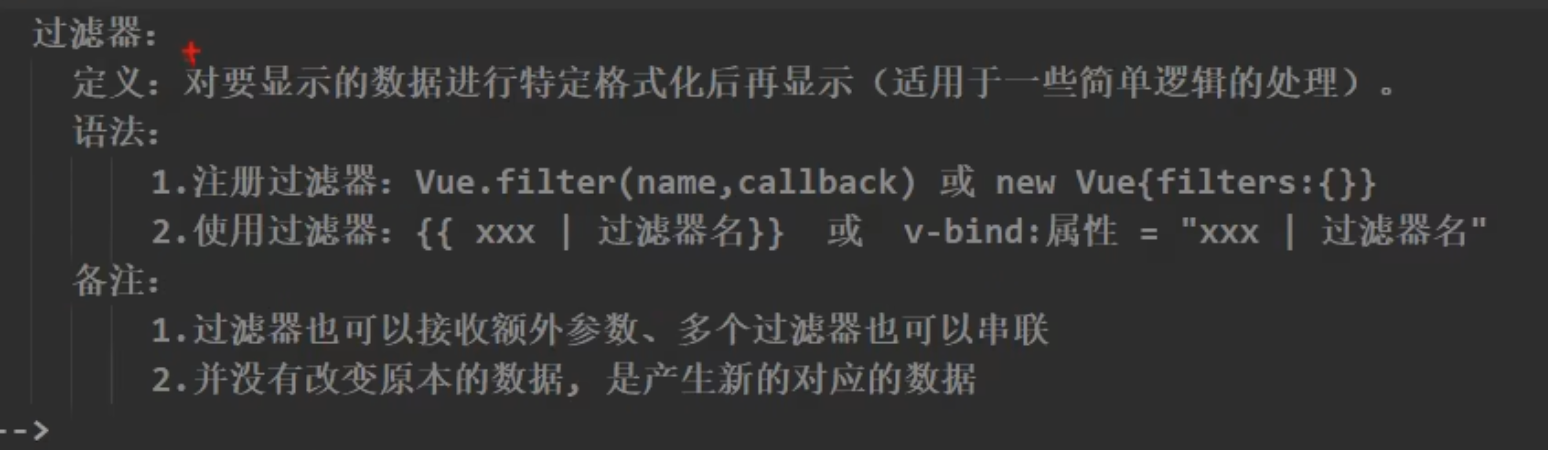 过滤器：
定义：对要显示的数据进行特定格式化后再显示（适用于一些简单逻辑的处理）。
语法：
1.注册过滤器：Vue.filter(name,callback) 或 new Vue{filters:{}}
2.使用过滤器：{{ xxx | 过滤器名}}  或  v-bind:属性 = "xxx | 过滤器名"
备注：
1.过滤器也可以接收额外参数、多个过滤器也可以串联
2.并没有改变原本的数据, 是产生新的对应的数据
-->